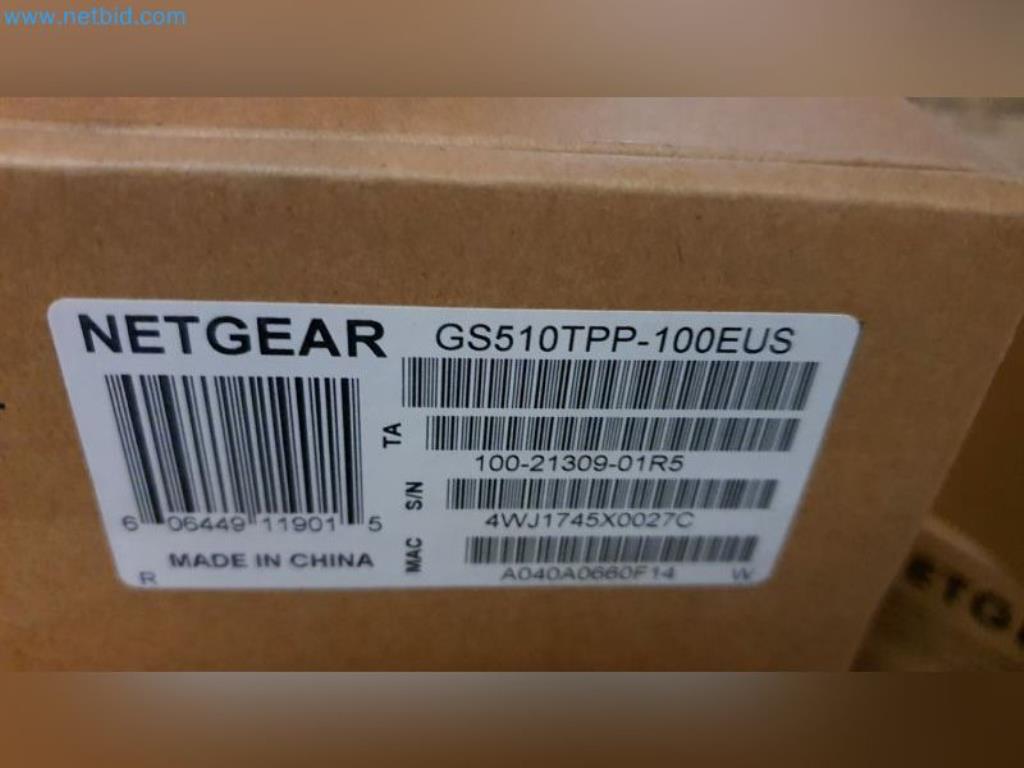 www.netbid.com
NETGEAR
GS510TPP-100EUS
TA
100-21309-01R5
S/N
4WJ1745X0027C
MAC
A040A0660F14
W
6 06449 11901 5
MADE IN CHINA
R